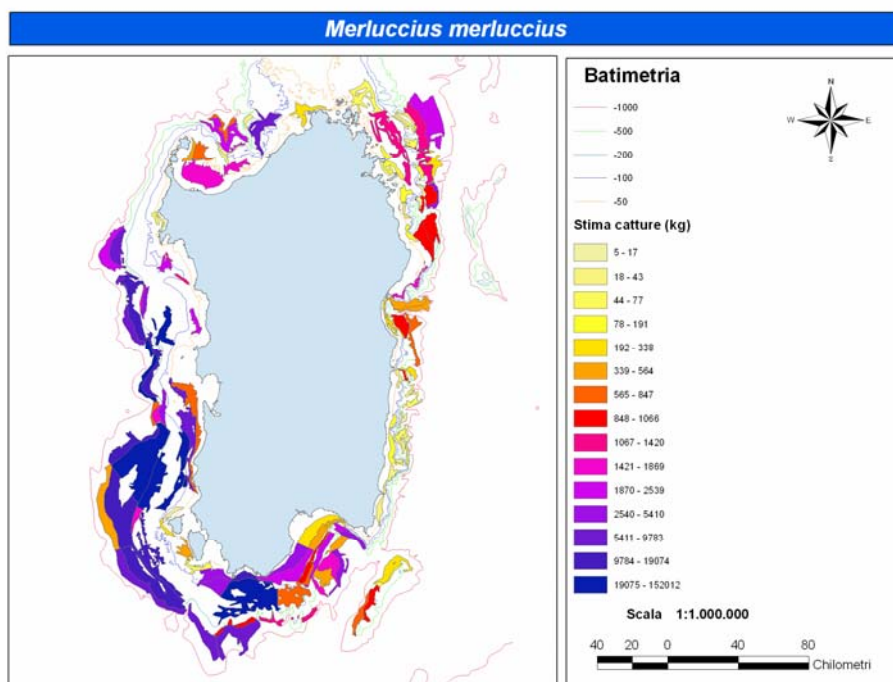 Merluccius merluccius
Batimetria
N
W E
S
-1000
-500
-200
-100
-50
Stima catture (kg)
5 - 17
18 - 43
44 - 77
78 - 191
192 - 338
339 - 564
565 - 847
848 - 1066
1067 - 1420
1421 - 1869
1870 - 2539
2540 - 5410
5411 - 9783
9784 - 19074
19075 - 152012
Scala 1:1.000.000
40 20 0 40 80
Chilometri